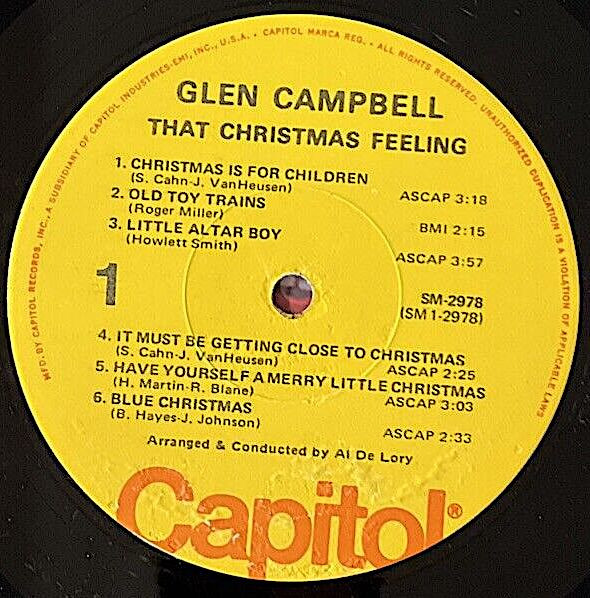 MFD. BY CAPITOL RECORDS, INC., A SUBSIDIARY OF CAPITOL INDUSTRIES-EMI, INC., U.S.A. • CAPITOL MARCA REG. • ALL RIGHTS RESERVED. UNAUTHORIZED DUPLICATION IS A VIOLATION OF APPLICABLE LAWS
GLEN CAMPBELL
THAT CHRISTMAS FEELING
1. CHRISTMAS IS FOR CHILDREN
(S. Cahn-J. VanHeusen) ASCAP 3:18
2. OLD TOY TRAINS
(Roger Miller) BMI 2:15
3. LITTLE ALTAR BOY
(Howlett Smith) ASCAP 3:57
1
SM-2978
(SM1-2978)
4. IT MUST BE GETTING CLOSE TO CHRISTMAS
(S. Cahn-J. VanHeusen) ASCAP 2:25
5. HAVE YOURSELF A MERRY LITTLE CHRISTMAS
(H. Martin-R. Blane) ASCAP 3:03
6. BLUE CHRISTMAS
(B. Hayes-J. Johnson) ASCAP 2:33
Arranged & Conducted by Al De Lory
Capitol®